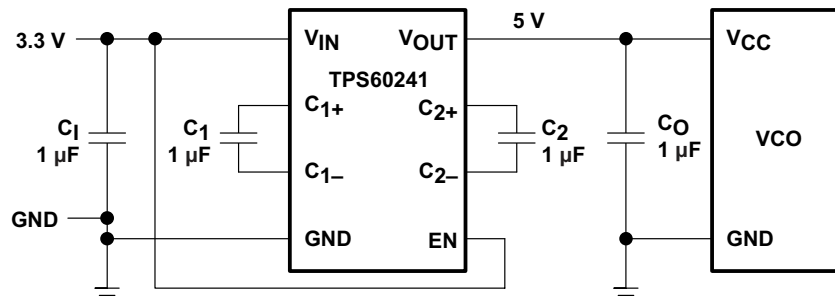 3.3 V
VIN
VOUT
5 V
VCC
TPS60241
C1+
C2+
CI
1 µF
C1
1 µF
C2
1 µF
CO
1 µF
VCO
C1–
C2–
GND
GND
EN
GND